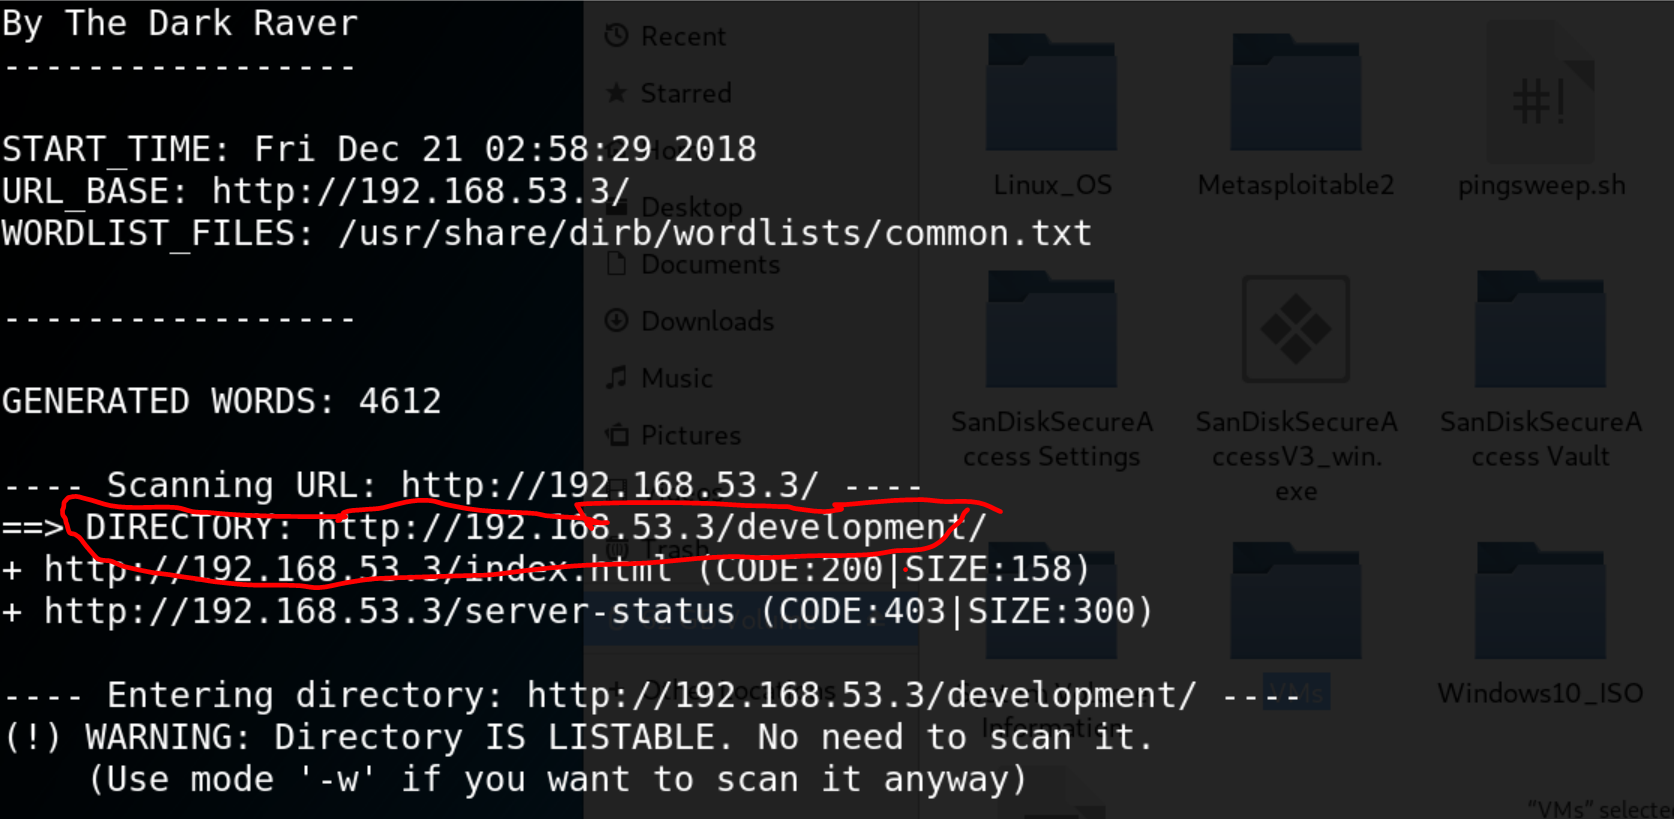 By The Dark Raver
-----------------
START_TIME: Fri Dec 21 02:58:29 2018
URL_BASE: http://192.168.53.3/
WORDLIST_FILES: /usr/share/dirb/wordlists/common.txt
-----------------
GENERATED WORDS: 4612
---- Scanning URL: http://192.168.53.3/ ----
==> DIRECTORY: http://192.168.53.3/development/
+ http://192.168.53.3/index.html (CODE:200|SIZE:158)
+ http://192.168.53.3/server-status (CODE:403|SIZE:300)
---- Entering directory: http://192.168.53.3/development/ ----
(!) WARNING: Directory IS LISTABLE. No need to scan it.
(Use mode '-w' if you want to scan it anyway)
Recent
Starred
Desktop
Documents
Downloads
Music
Pictures
Trash
Linux_OS
Metasploitable2
#!
pingsweep.sh
SanDiskSecureA
ccess Settings
SanDiskSecureA
ccessV3_win.
exe
SanDiskSecureA
ccess Vault
Information
VMs
Windows10_ISO
"VMs" selecte